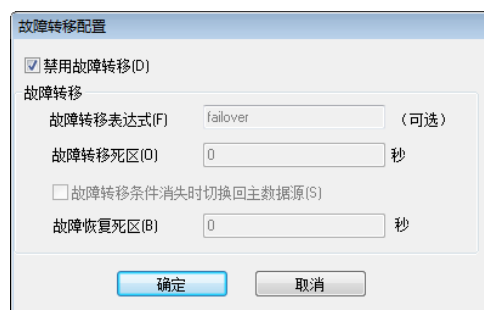 故障转移配置
禁用故障转移(D)
故障转移
故障转移表达式(F) failover (可选)
故障转移死区(O) 0 秒
故障转移条件消失时切换回主数据源(S)
故障恢复死区(B) 0 秒
确定 取消